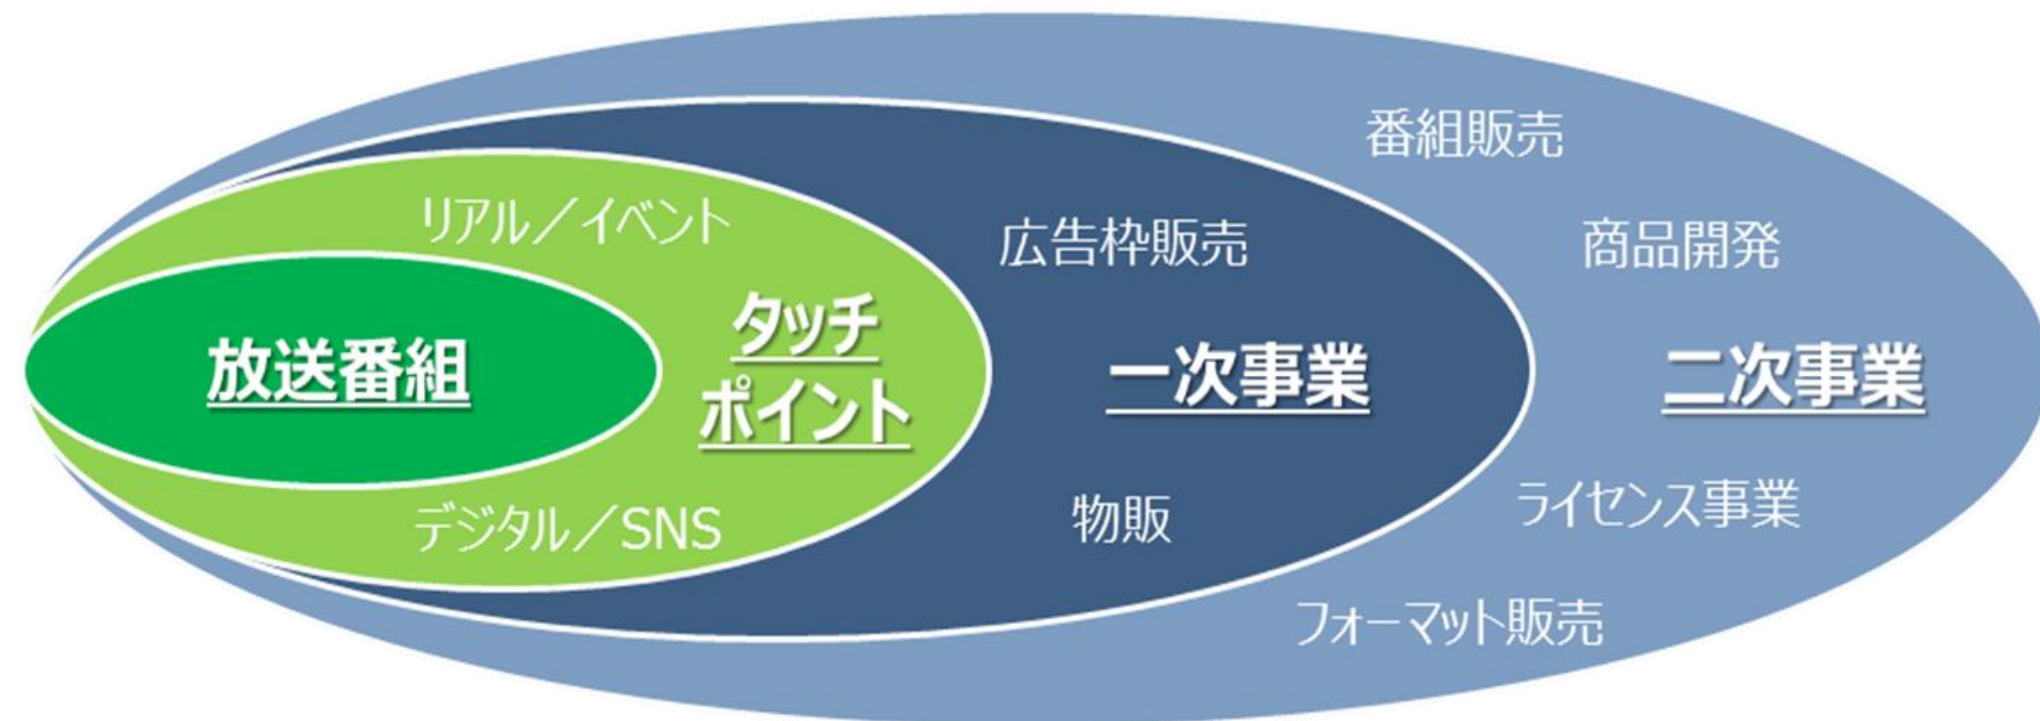 放送番組
リアル／イベント
タッチ
ポイント
デジタル／SNS
広告枠販売
一次事業
物販
番組販売
商品開発
二次事業
ライセンス事業
フォーマット販売